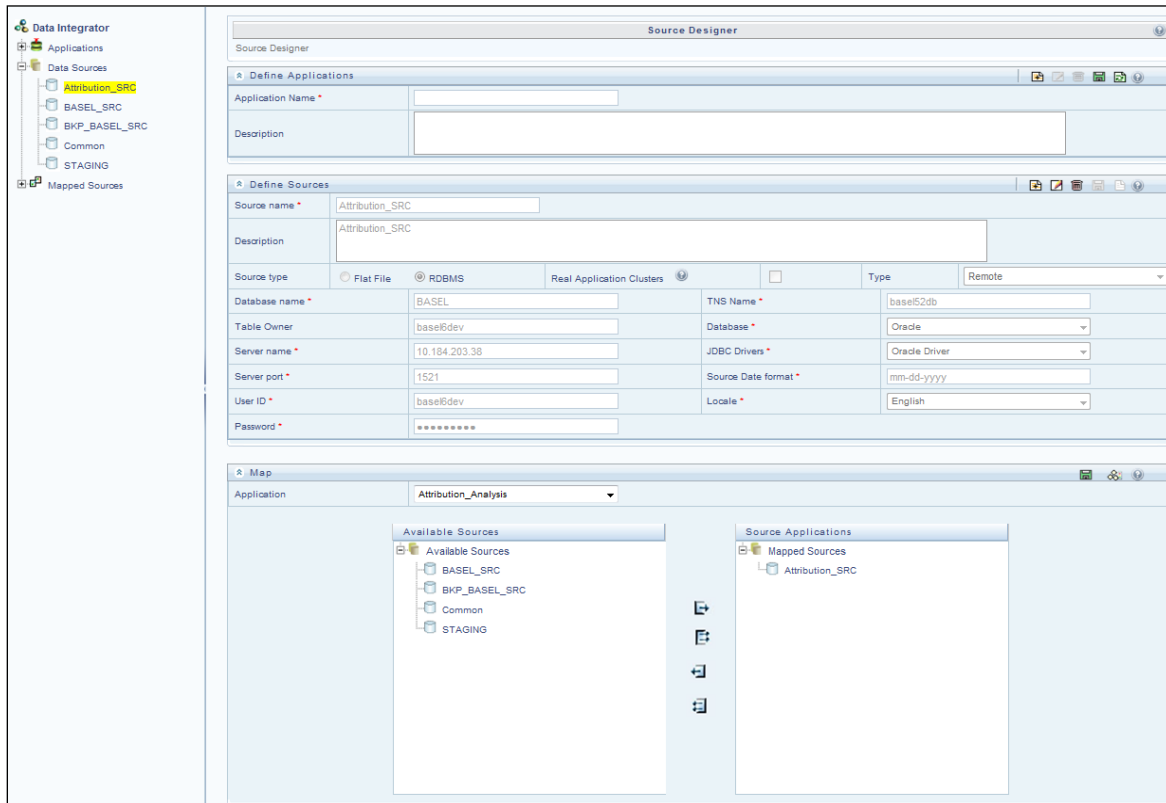 Data Integrator
Applications
Data Sources
Attribution_SRC
BASEL_SRC
BKP_BASEL_SRC
Common
STAGING
Mapped Sources
Source Designer
Source Designer
Define Applications
Application Name *
Description
Define Sources
Source name * Attribution_SRC
Description Attribution_SRC
Source type Flat File RDBMS Real Application Clusters Type Remote
Database name * BASEL TNS Name * basel52db
Table Owner basel6dev Database * Oracle
Server name * 10.184.203.38 JDBC Drivers * Oracle Driver
Server port * 1521 Source Date format * mm-dd-yyyy
User ID * basel6dev Locale * English
Password * •••••••••
Map
Application Attribution_Analysis
Available Sources
Available Sources
BASEL_SRC
BKP_BASEL_SRC
Common
STAGING
Source Applications
Mapped Sources
Attribution_SRC